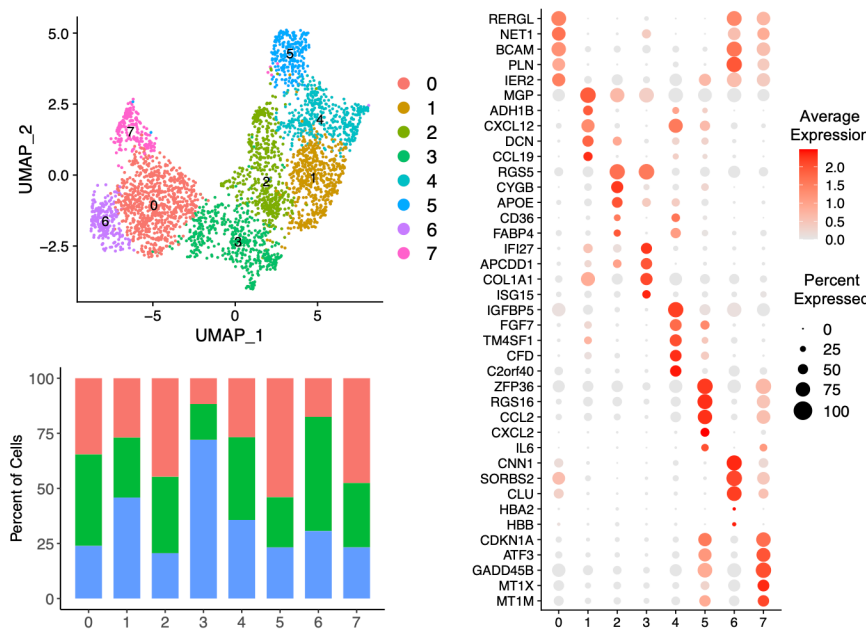 5.0
2.5
0.0
−2.5
UMAP_2
−5
0
5
UMAP_1
0
1
2
3
4
5
6
7
0
1
2
3
4
5
6
7
100
75
50
25
0
Percent of Cells
0 1 2 3 4 5 6 7
RERGL
NET1
BCAM
PLN
IER2
MGP
ADH1B
CXCL12
DCN
CCL19
RGS5
CYGB
APOE
CD36
FABP4
IFI27
APCDD1
COL1A1
ISG15
IGFBP5
FGF7
TM4SF1
CFD
C2orf40
ZFP36
RGS16
CCL2
CXCL2
IL6
CNN1
SORBS2
CLU
HBA2
HBB
CDKN1A
ATF3
GADD45B
MT1X
MT1M
0 1 2 3 4 5 6 7
Average
Expression
2.0
1.5
1.0
0.5
0.0
Percent
Expressed
0
25
50
75
100